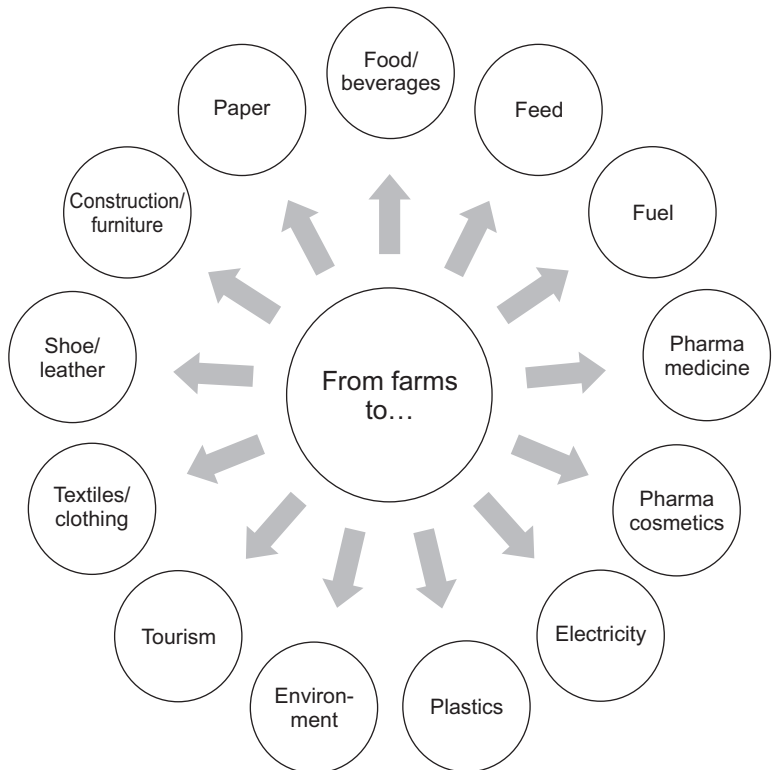 Food/
beverages
Feed
Fuel
Pharma
medicine
Pharma
cosmetics
Electricity
Plastics
Environ-
ment
Tourism
Textiles/
clothing
Shoe/
leather
Construction/
furniture
Paper
From farms
to…